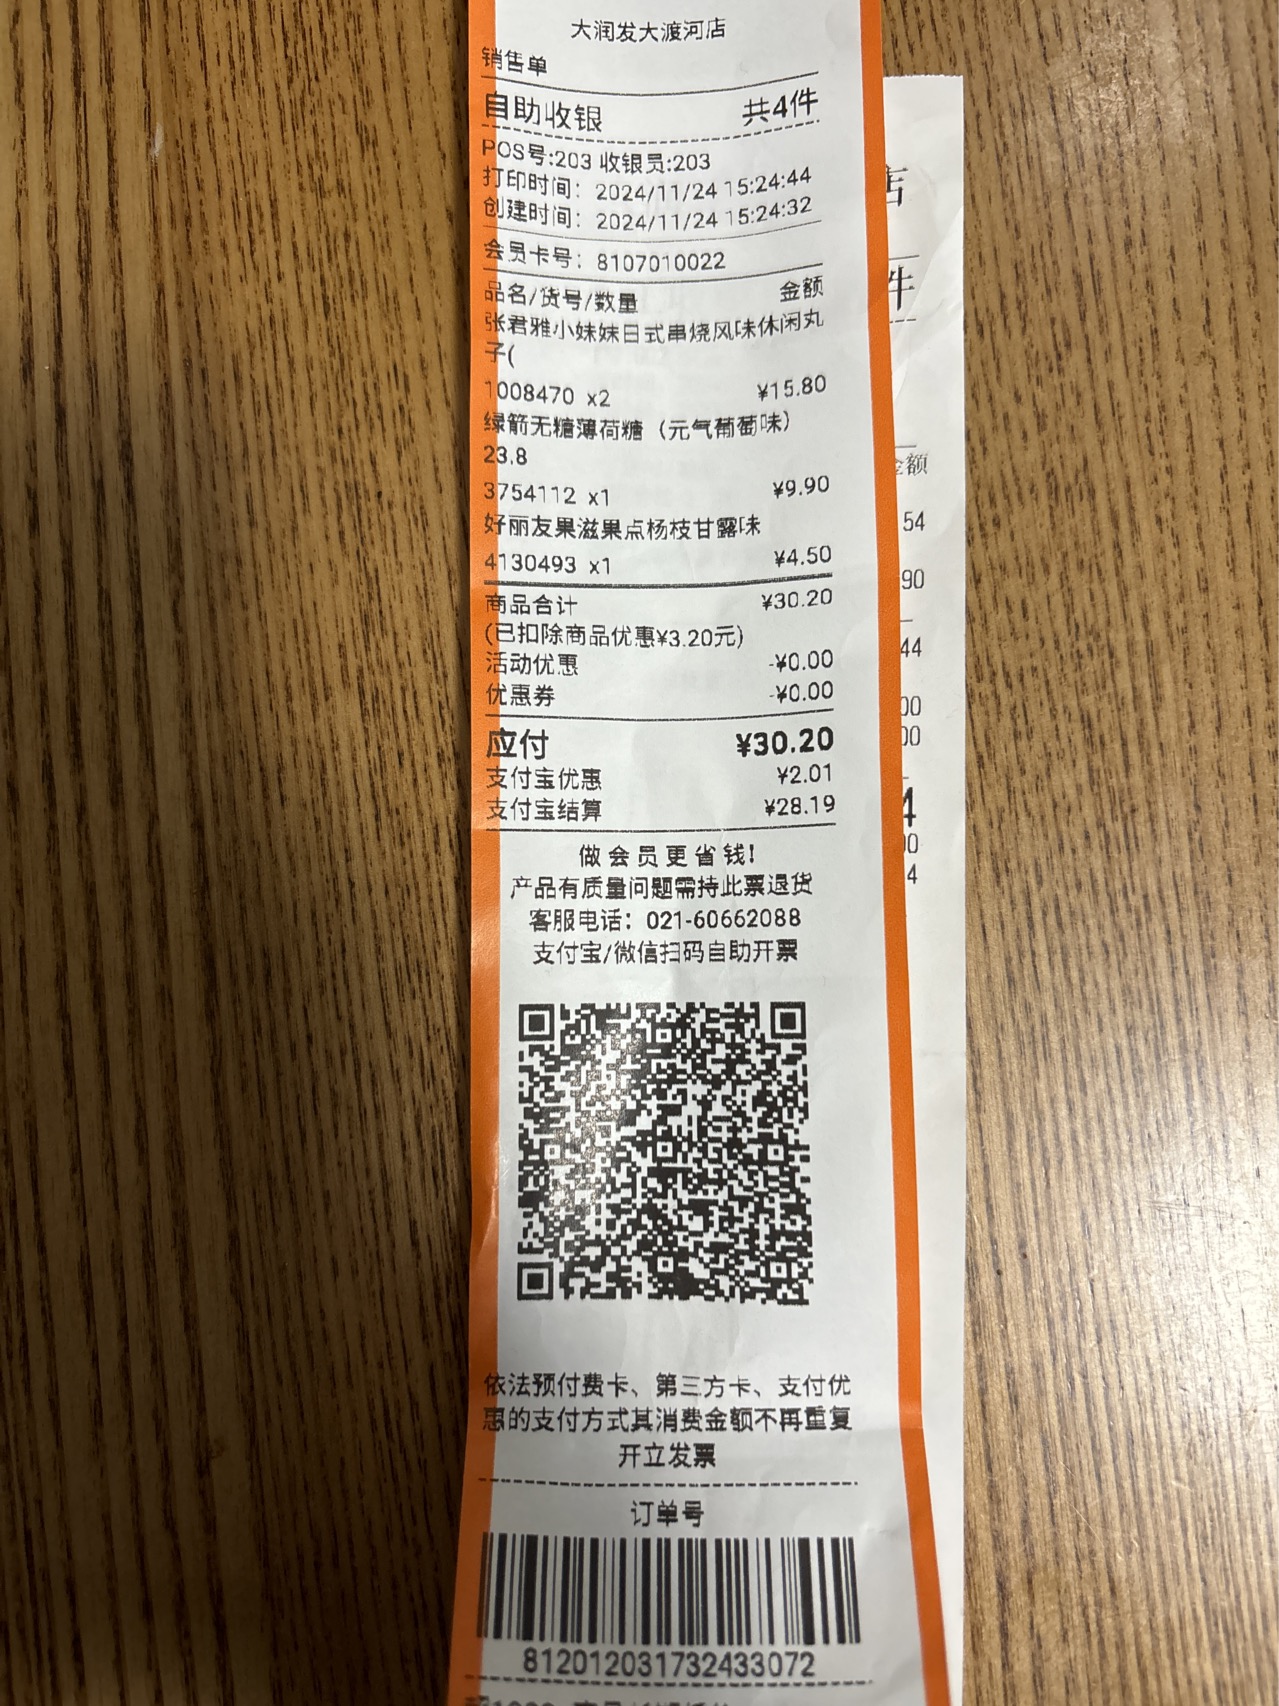 大润发大渡河店
销售单
自助收银 共4件
POS号:203 收银员:203
打印时间: 2024/11/24 15:24:44
创建时间: 2024/11/24 15:24:32
会员卡号: 8107010022
品名/货号/数量 金额
张君雅小妹妹日式串烧风味休闲丸
子(
1008470 x2 ¥15.80
绿箭无糖薄荷糖（元气葡萄味）
23.8
3754112 x1 ¥9.90
好丽友果滋果点杨枝甘露味
4130493 x1 ¥4.50
商品合计 ¥30.20
(已扣除商品优惠¥3.20元)
活动优惠 -¥0.00
优惠券 -¥0.00
应付 ¥30.20
支付宝优惠 ¥2.01
支付宝结算 ¥28.19
做会员更省钱!
产品有质量问题需持此票退货
客服电话: 021-60662088
支付宝/微信扫码自助开票
依法预付费卡、第三方卡、支付优
惠的支付方式其消费金额不再重复
开立发票
订单号
812012031732433072
店
件
金额
54
90
44
00
00
4
00
4